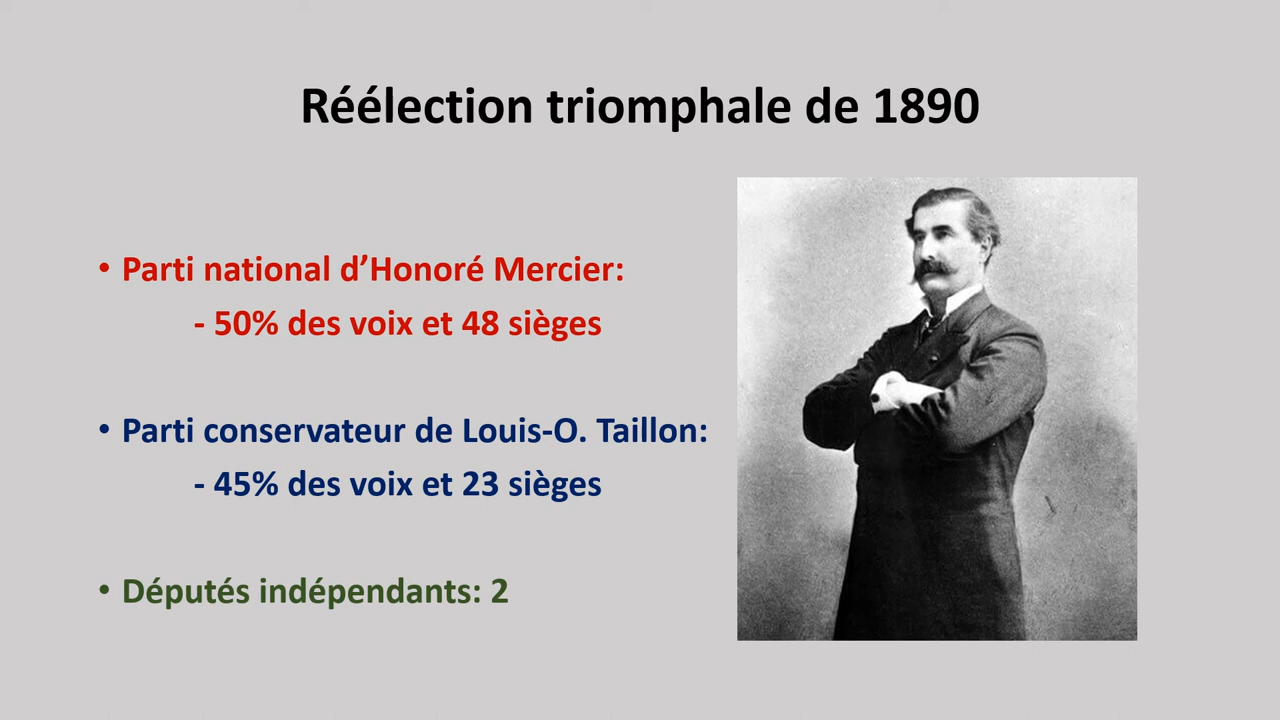 Réélection triomphale de 1890
• Parti national d’Honoré Mercier:
- 50% des voix et 48 sièges
• Parti conservateur de Louis-O. Taillon:
- 45% des voix et 23 sièges
• Députés indépendants: 2